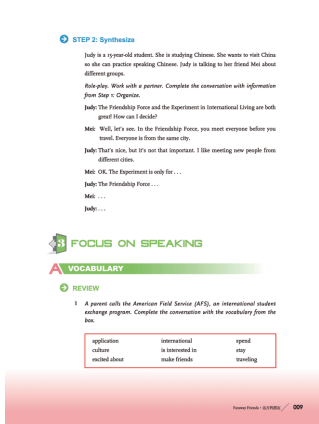 STEP 2: Synthesize
Judy is a 15-year-old student. She is studying Chinese. She wants to visit China
so she can practice speaking Chinese. Judy is talking to her friend Mei about
different groups.
Role-play. Work with a partner. Complete the conversation with information
from Step 1: Organize.
Judy: The Friendship Force and the Experiment in International Living are both
great! How can I decide?
Mei: Well, let's see. In the Friendship Force, you meet everyone before you
travel. Everyone is from the same city.
Judy: That's nice, but it's not that important. I like meeting new people from
different cities.
Mei: OK. The Experiment is only for . . .
Judy: The Friendship Force . . .
Mei: . . .
Judy: . . .
3 FOCUS ON SPEAKING
A VOCABULARY
REVIEW
1 A parent calls the American Field Service (AFS), an international student
exchange program. Complete the conversation with the vocabulary from the
box.
application international spend
culture is interested in stay
excited about make friends traveling
009